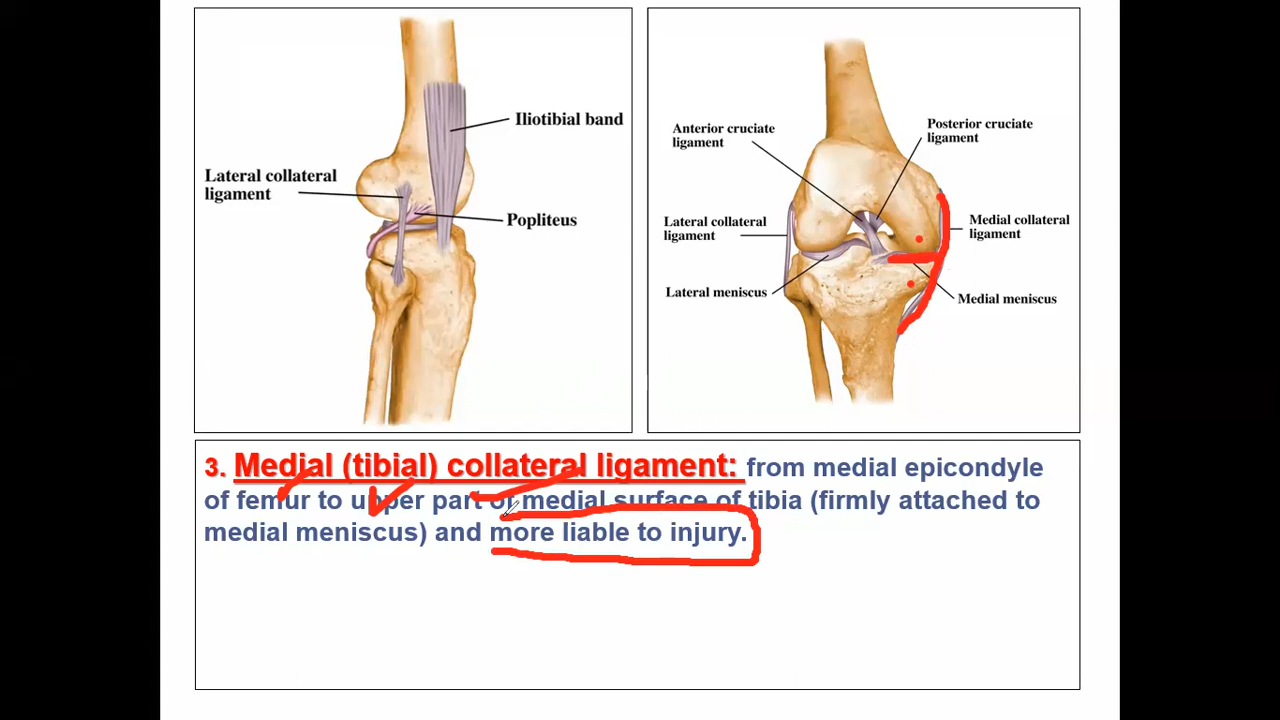 Iliotibial band
Lateral collateral
ligament
Popliteus
Anterior cruciate
ligament
Posterior cruciate
ligament
Lateral collateral
ligament
Medial collateral
ligament
Lateral meniscus
Medial meniscus
3. Medial (tibial) collateral ligament: from medial epicondyle
of femur to upper part of medial surface of tibia (firmly attached to
medial meniscus) and more liable to injury.